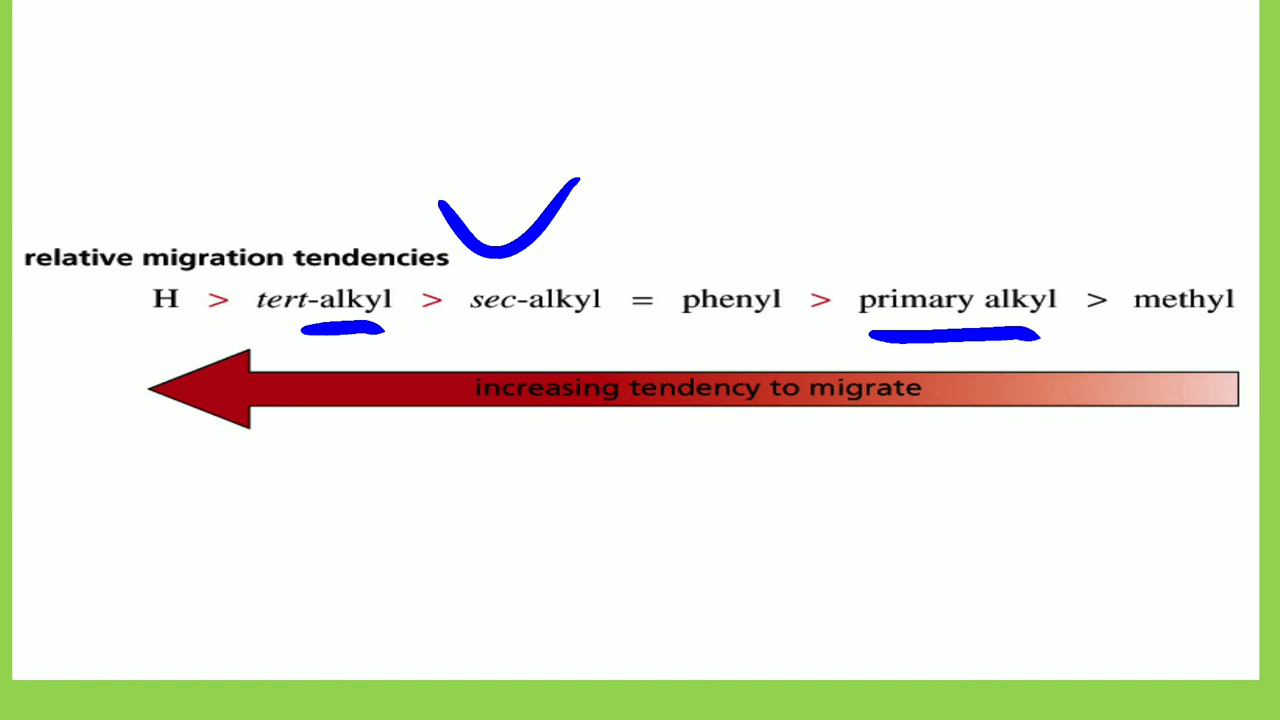 relative migration tendencies
H > tert-alkyl > sec-alkyl = phenyl > primary alkyl > methyl
increasing tendency to migrate